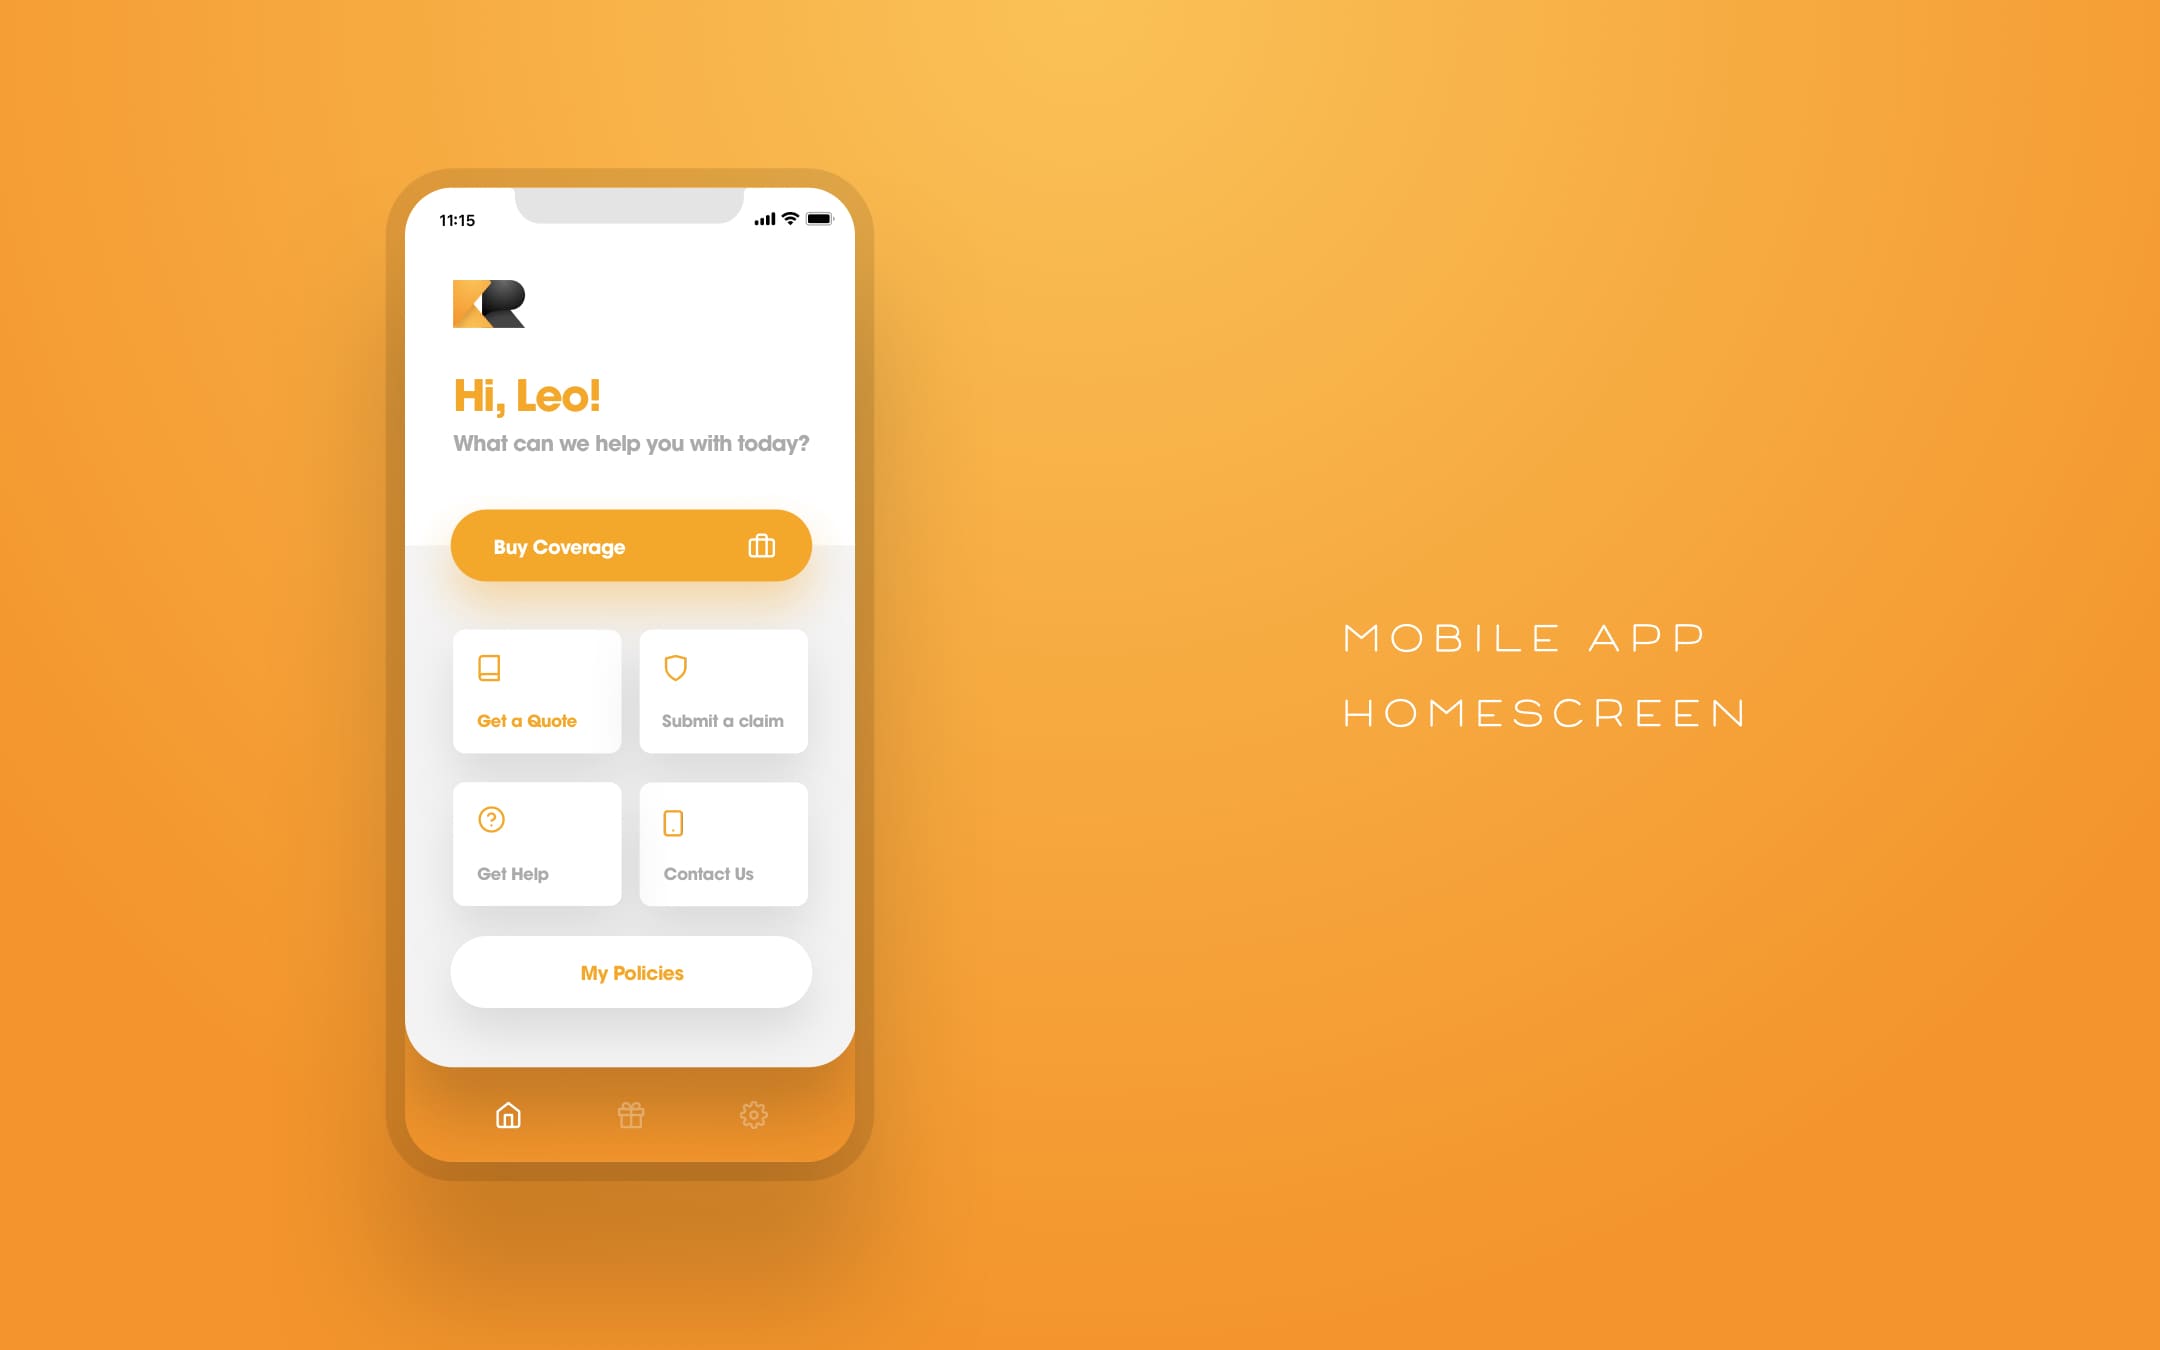 11:15
KR
Hi, Leo!
What can we help you with today?
Buy Coverage
Get a Quote
Submit a claim
Get Help
Contact Us
My Policies
MOBILE APP
HOMESCREEN